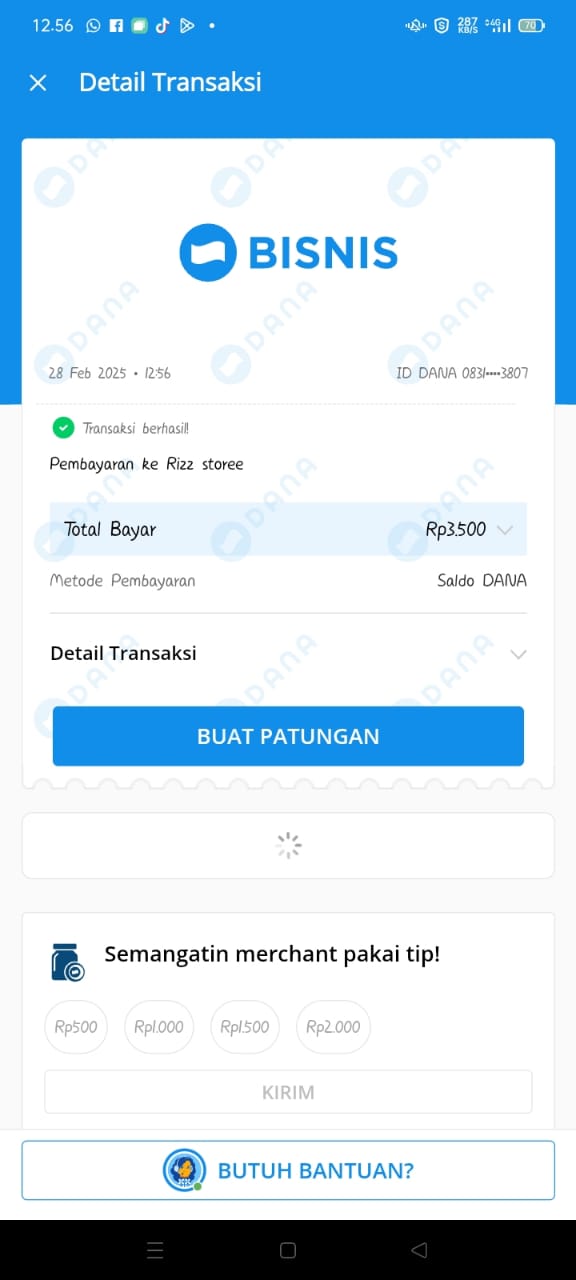 12.56
287 KB/S
4G
70
Detail Transaksi
BISNIS
28 Feb 2025 • 12:56
ID DANA 0831••••3807
Transaksi berhasil!
Pembayaran ke Rizz storee
Total Bayar
Rp3.500
Metode Pembayaran
Saldo DANA
Detail Transaksi
BUAT PATUNGAN
Semangatin merchant pakai tip!
Rp500
Rp1.000
Rp1.500
Rp2.000
KIRIM
BUTUH BANTUAN?
DANA